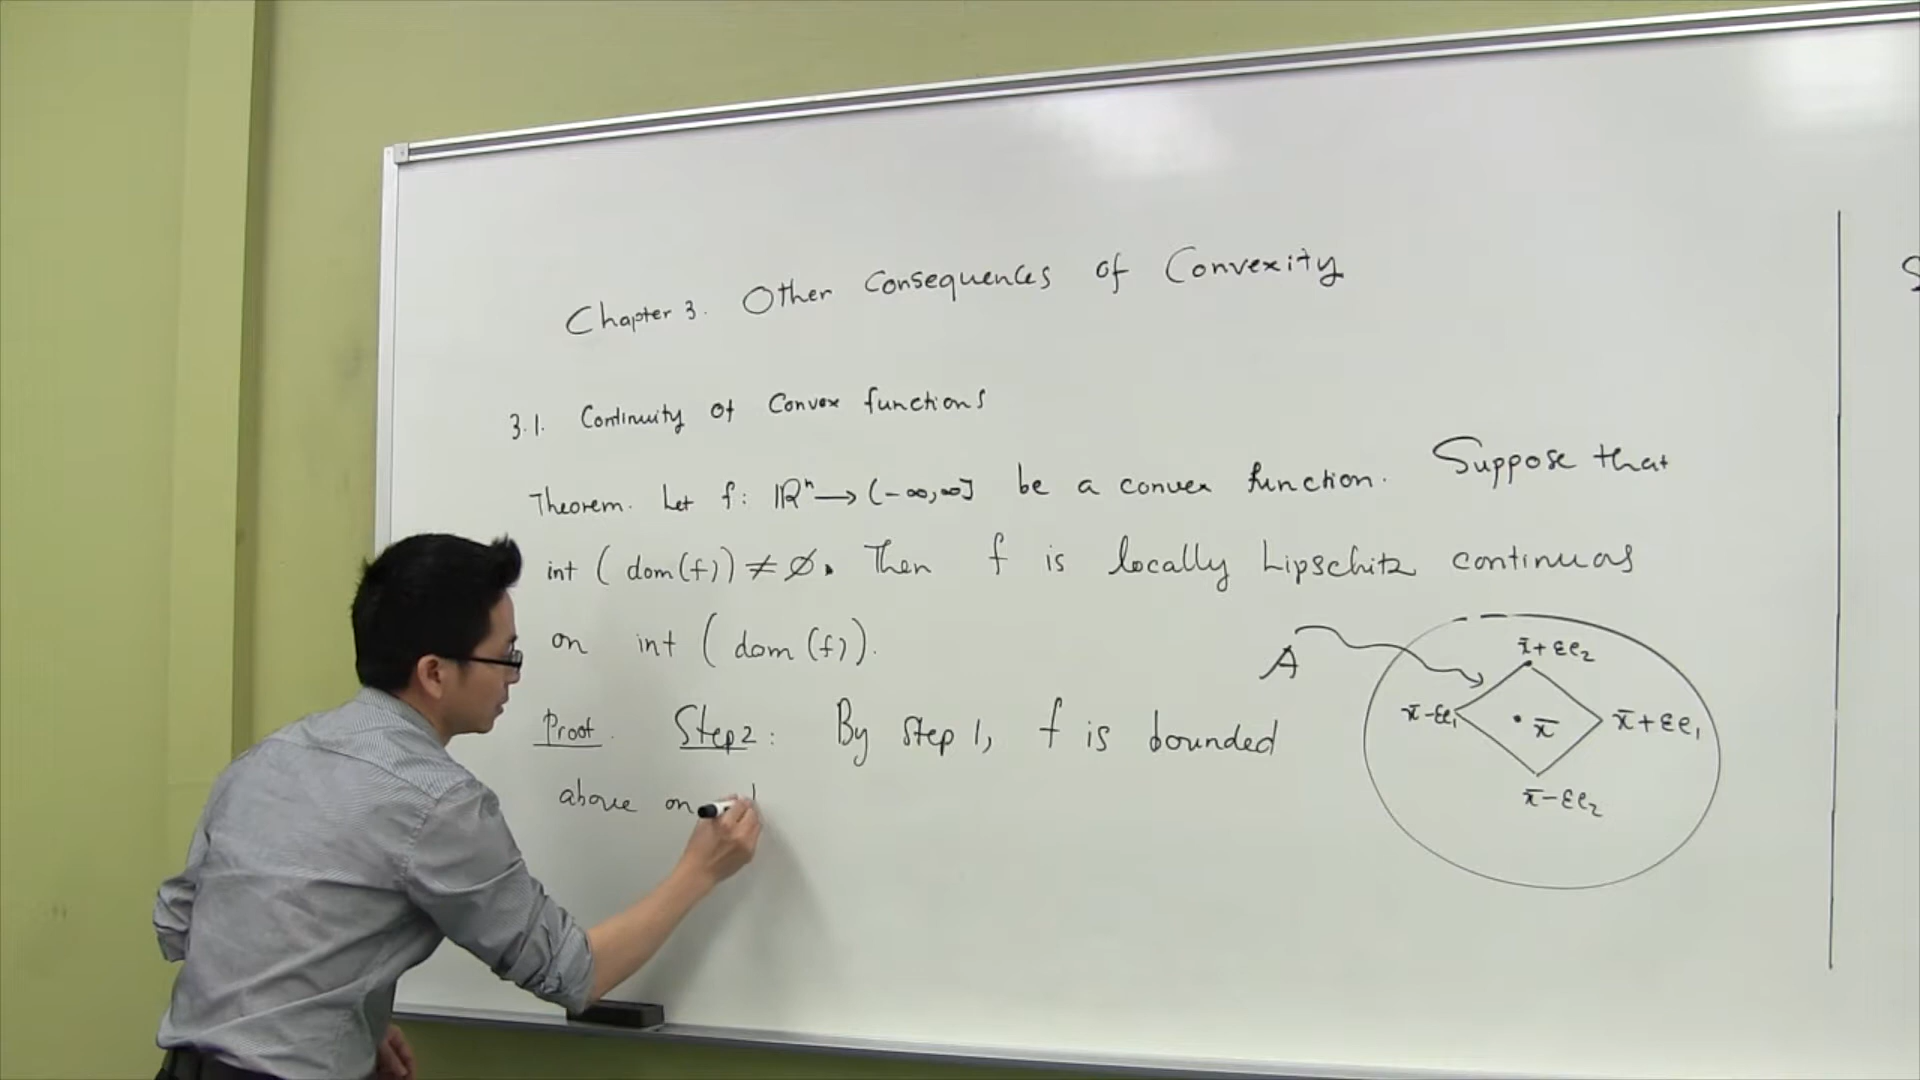 Chapter 3. Other Consequences of Convexity
3.1. Continuity of Convex functions
Theorem. Let f: ℝⁿ → (-∞,∞] be a convex function. Suppose that
int (dom(f)) ≠ ∅. Then f is locally Lipschitz continuous
on int (dom(f)).
Proof. Step 2: By step 1, f is bounded
above on
A
x̄+εe₂
x̄-εe₁
x̄
x̄+εe₁
x̄-εe₂